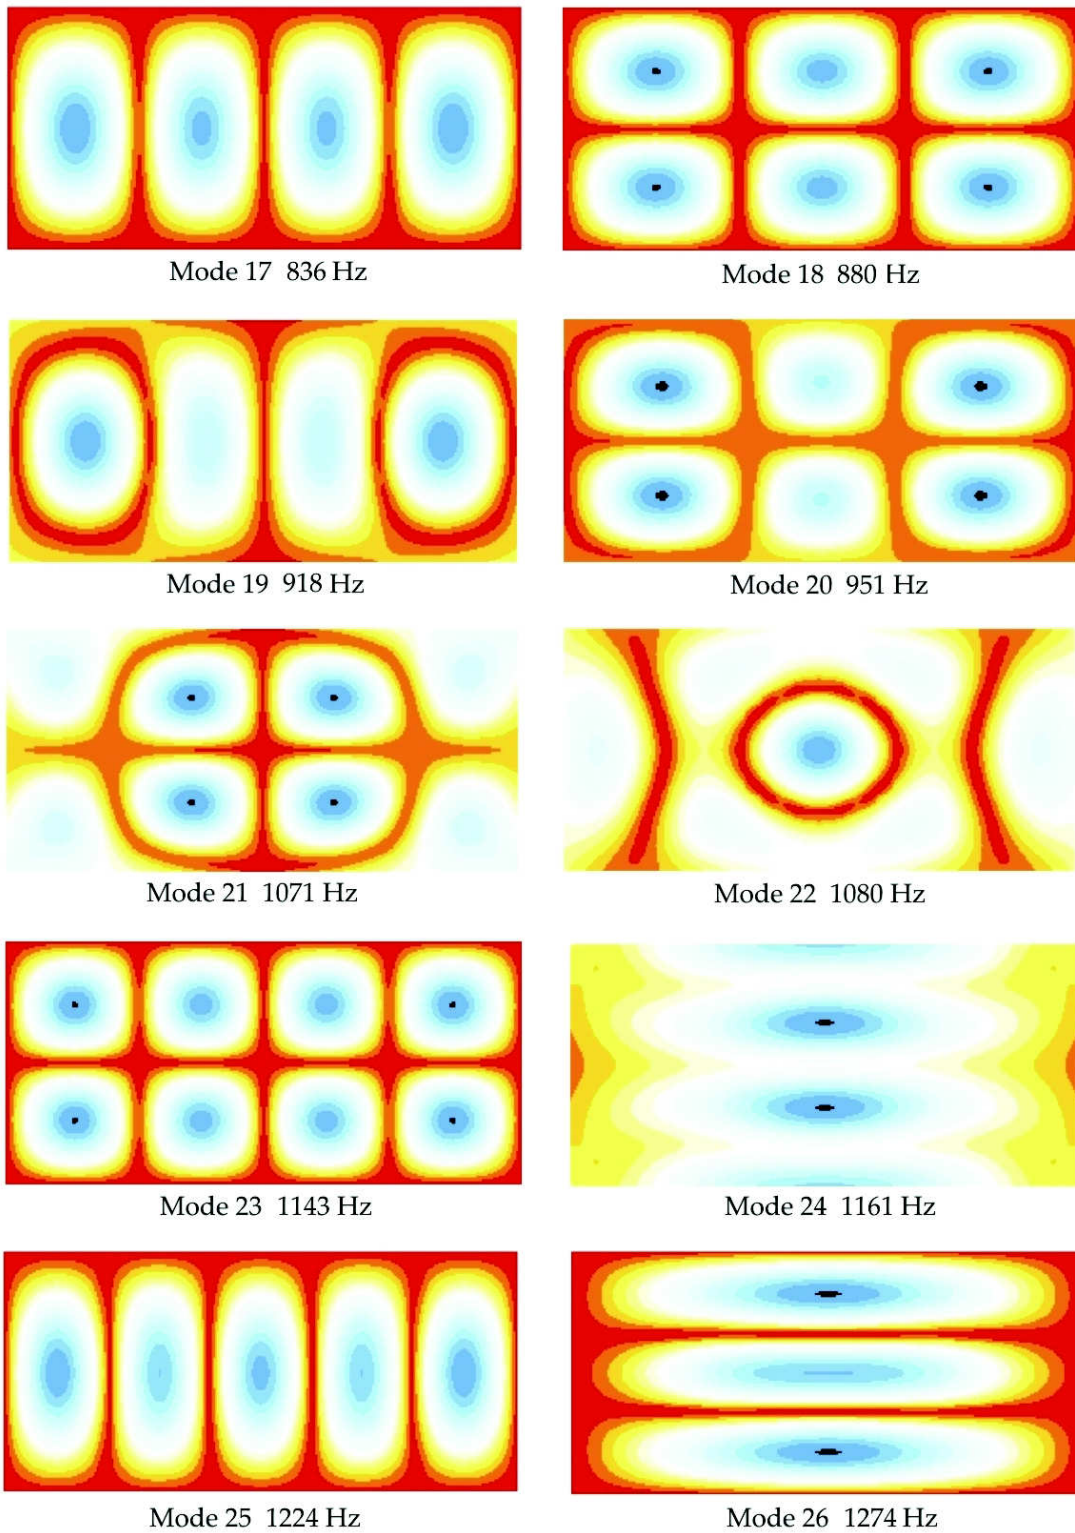 Mode 17 836 Hz
Mode 18 880 Hz
Mode 19 918 Hz
Mode 20 951 Hz
Mode 21 1071 Hz
Mode 22 1080 Hz
Mode 23 1143 Hz
Mode 24 1161 Hz
Mode 25 1224 Hz
Mode 26 1274 Hz